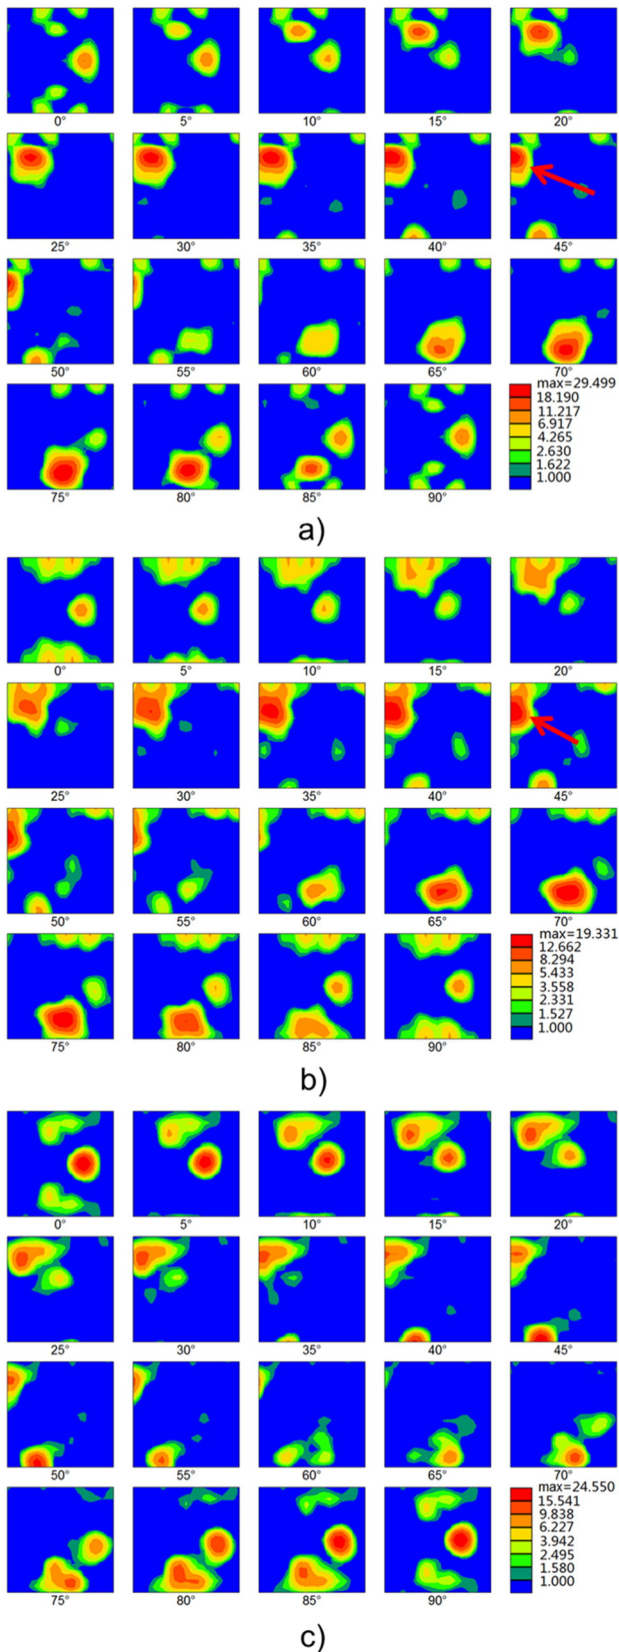 0° 5° 10° 15° 20°
25° 30° 35° 40° 45°
50° 55° 60° 65° 70°
max=29.499
18.190
11.217
6.917
4.265
2.630
1.622
1.000
75° 80° 85° 90°
a)
0° 5° 10° 15° 20°
25° 30° 35° 40° 45°
50° 55° 60° 65° 70°
max=19.331
12.662
8.294
5.433
3.558
2.331
1.527
1.000
75° 80° 85° 90°
b)
0° 5° 10° 15° 20°
25° 30° 35° 40° 45°
50° 55° 60° 65° 70°
max=24.550
15.541
9.838
6.227
3.942
2.495
1.580
1.000
75° 80° 85° 90°
c)